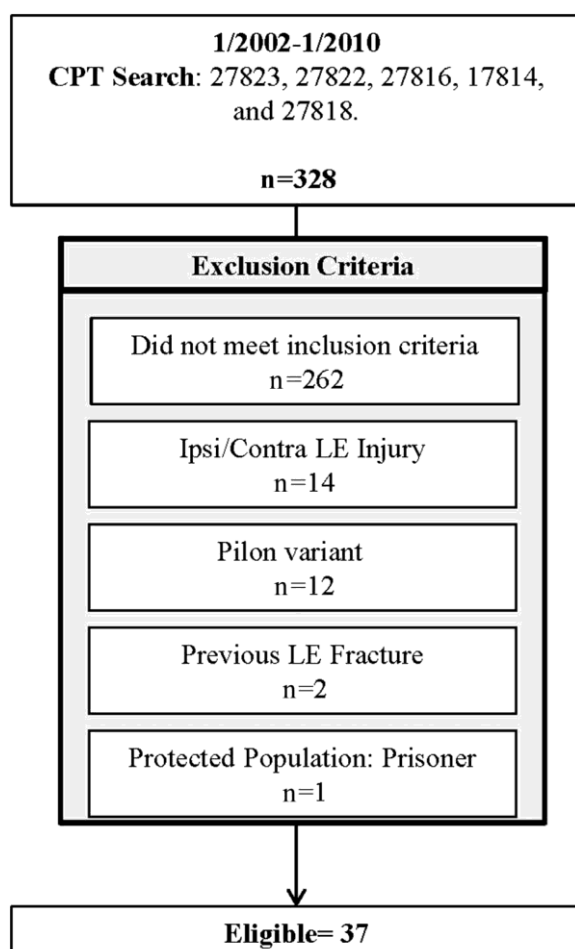 1/2002-1/2010
CPT Search: 27823, 27822, 27816, 17814,
and 27818.
n=328
Exclusion Criteria
Did not meet inclusion criteria
n=262
Ipsi/Contra LE Injury
n=14
Pilon variant
n=12
Previous LE Fracture
n=2
Protected Population: Prisoner
n=1
Eligible= 37